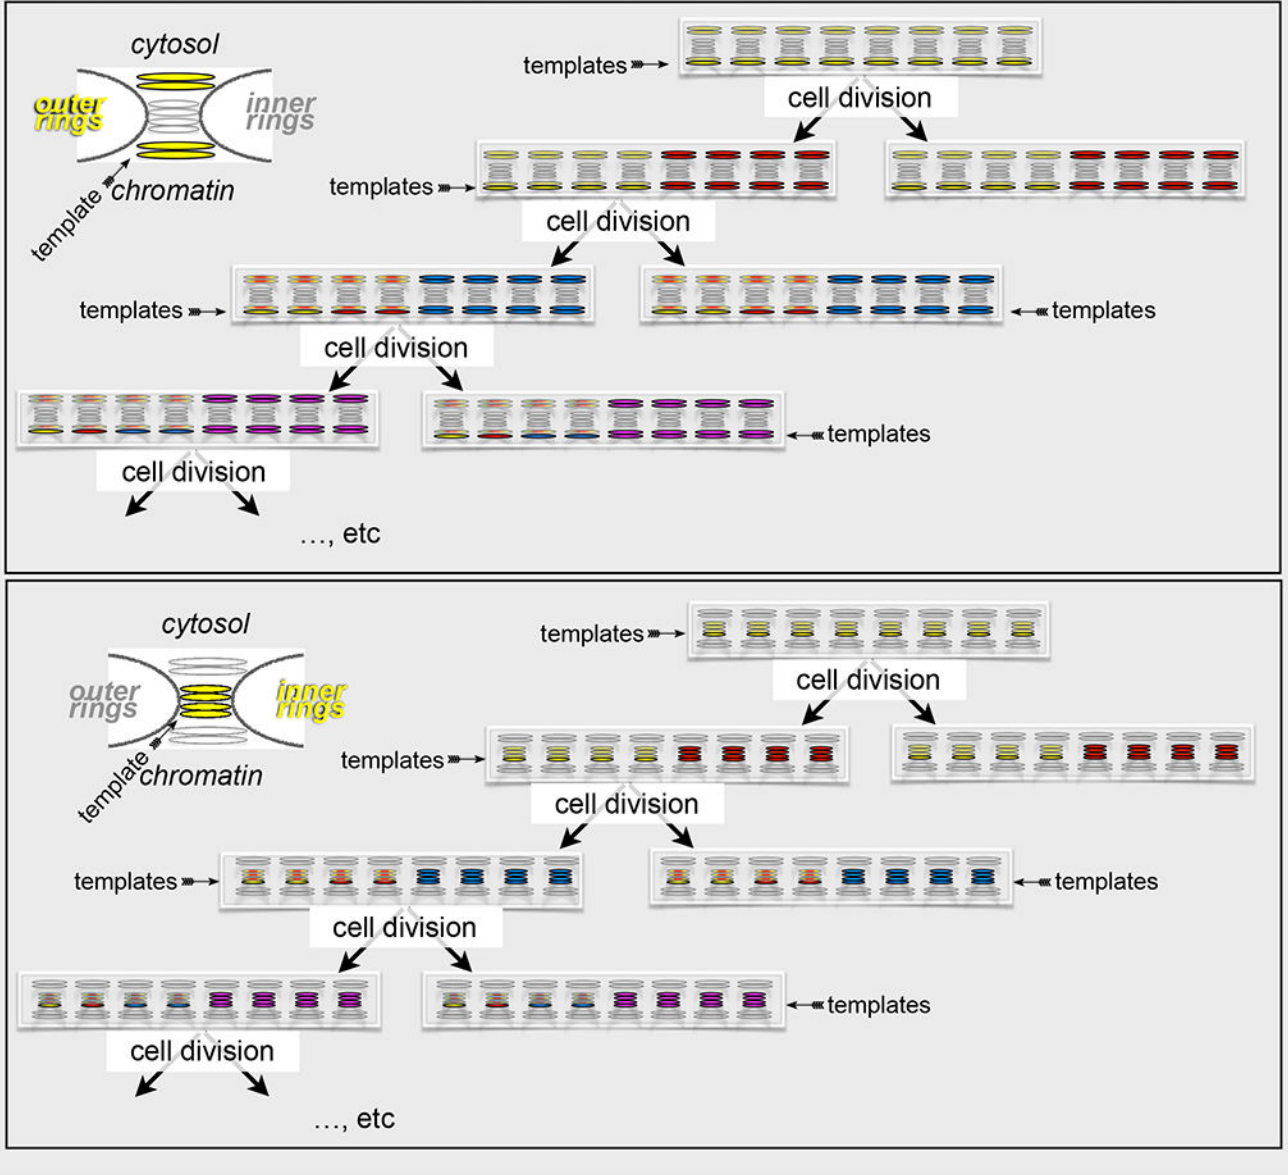 cytosol
outer
rings
inner
rings
template
chromatin
templates
cell division
templates
cell division
templates
templates
cell division
templates
cell division
…, etc
cytosol
outer
rings
inner
rings
template
chromatin
templates
cell division
templates
cell division
templates
templates
cell division
templates
cell division
…, etc